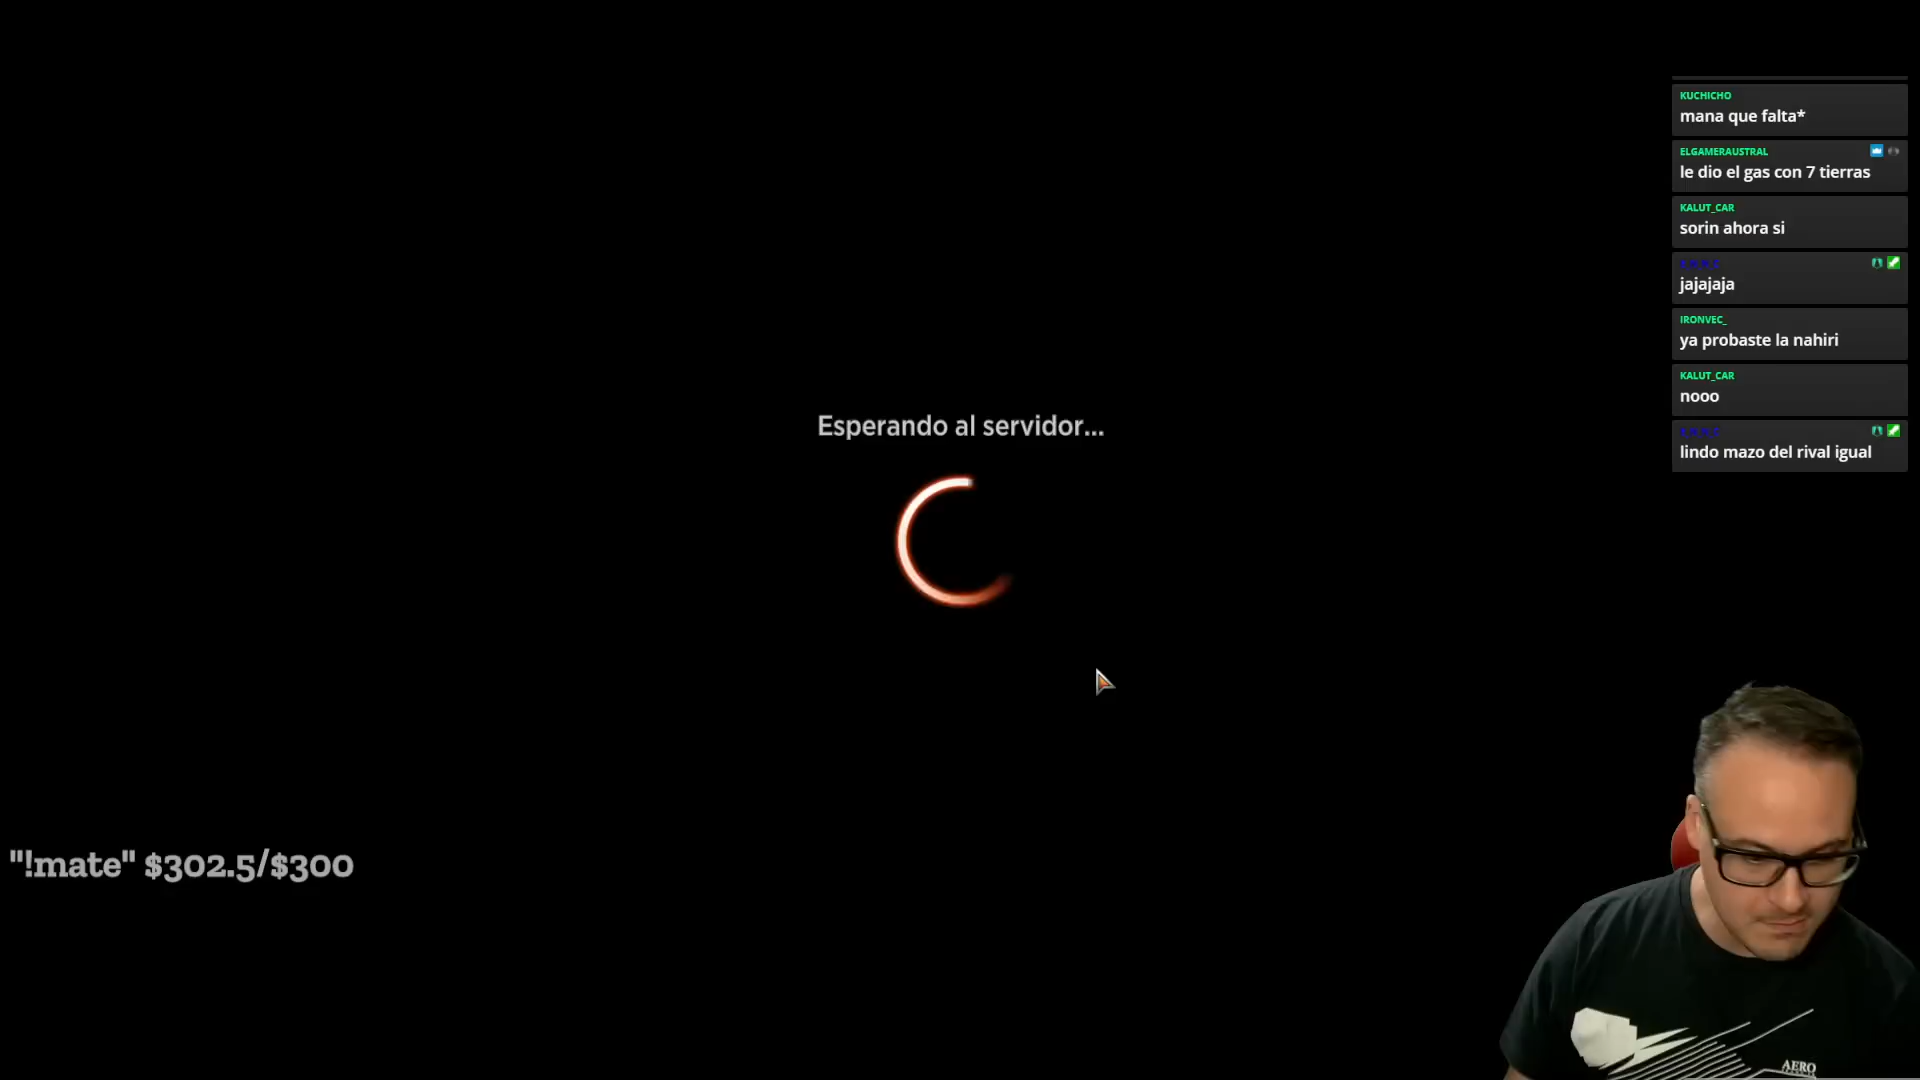 KUCHICHO
mana que falta*
ELGAMERAUSTRAL
le dio el gas con 7 tierras
KALUT_CAR
sorin ahora si
jajajaja
IRONVEC_
ya probaste la nahiri
KALUT_CAR
nooo
lindo mazo del rival igual
Esperando al servidor...
"!mate" $302.5/$300
AERO